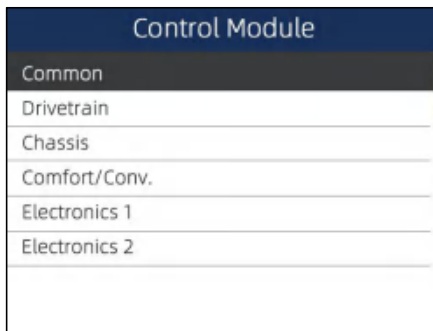 Control Module
Common
Drivetrain
Chassis
Comfort/Conv.
Electronics 1
Electronics 2